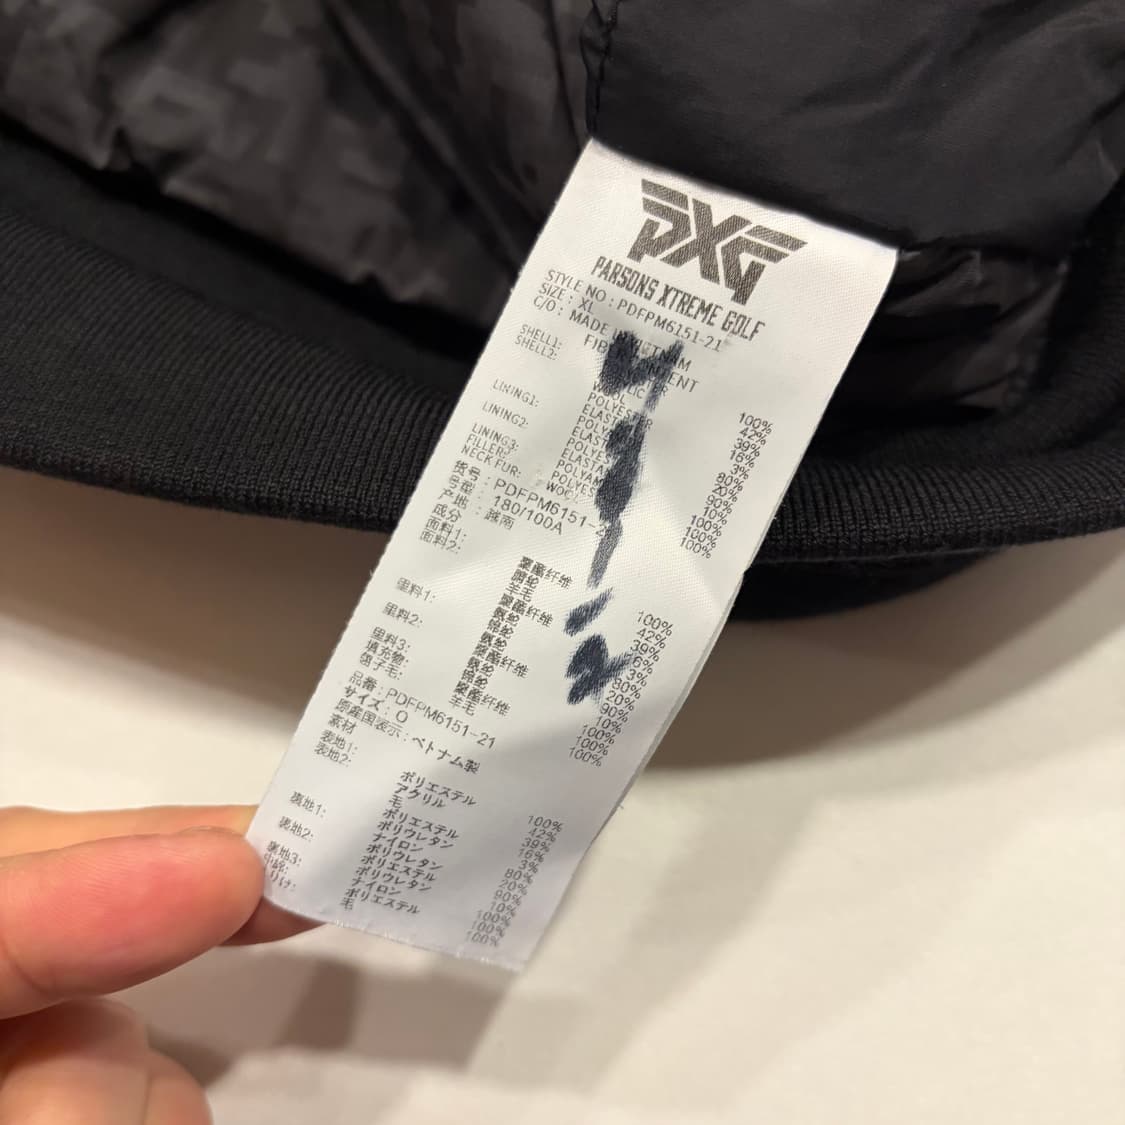 PXG
PARSONS XTREME GOLF
STYLE NO : PDFPM6151-21
SIZE : XL
C/O : MADE IN VIETNAM
SHELL1:
SHELL2:
WOOL
POLYESTER
LINING1:
LINING2:
LINING3:
FILLER:
NECK FUR:
100%
42%
39%
16%
3%
80%
20%
90%
10%
100%
100%
100%
货号 : PDFPM6151-21
号型 : 180/100A
产地 : 越南
成分
面料1: 聚酯纤维 100%
面料2: 腈纶 42%
羊毛 39%
聚酯纤维 16%
氨纶 3%
里料1: 锦纶 80%
氨纶 20%
里料2: 聚酯纤维 90%
氨纶 10%
里料3: 锦纶 100%
填充物: 聚酯纤维 100%
领子毛: 羊毛 100%
品番 : PDFPM6151-21
サイズ : O
原産国表示 : ベトナム製
素材
表地1: ポリエステル 100%
表地2: アクリル 42%
毛 39%
ポリエステル 16%
ポリウレタン 3%
裏地1: ナイロン 80%
ポリウレタン 20%
裏地2: ポリエステル 90%
ポリウレタン 10%
裏地3: ナイロン 100%
ポリエステル 100%
毛 100%